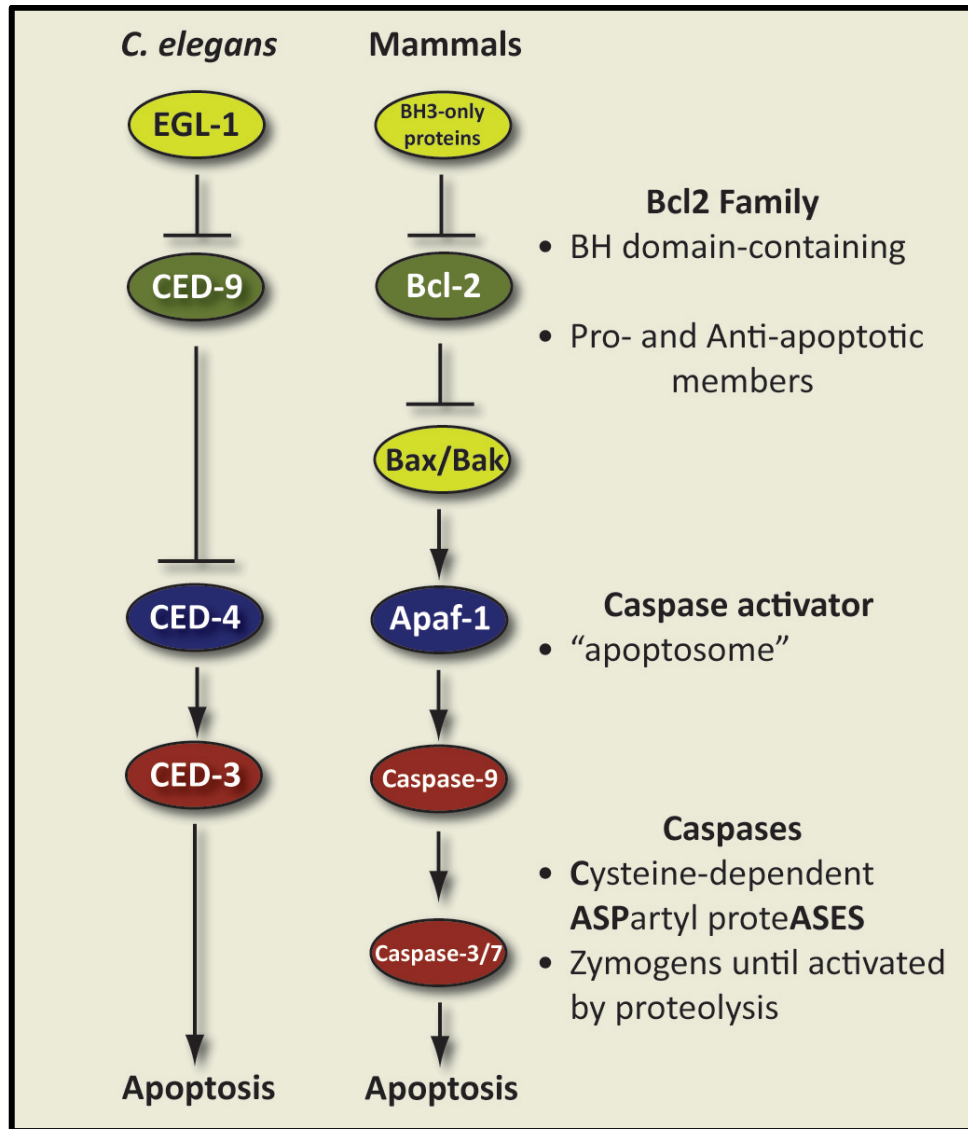 C. elegans
Mammals
EGL-1
BH3-only
proteins
CED-9
Bcl-2
Bcl2 Family
• BH domain-containing
• Pro- and Anti-apoptotic
members
Bax/Bak
CED-4
Apaf-1
Caspase activator
• “apoptosome”
CED-3
Caspase-9
Caspases
• Cysteine-dependent
ASPartyl proteASES
• Zymogens until activated
by proteolysis
Caspase-3/7
Apoptosis
Apoptosis